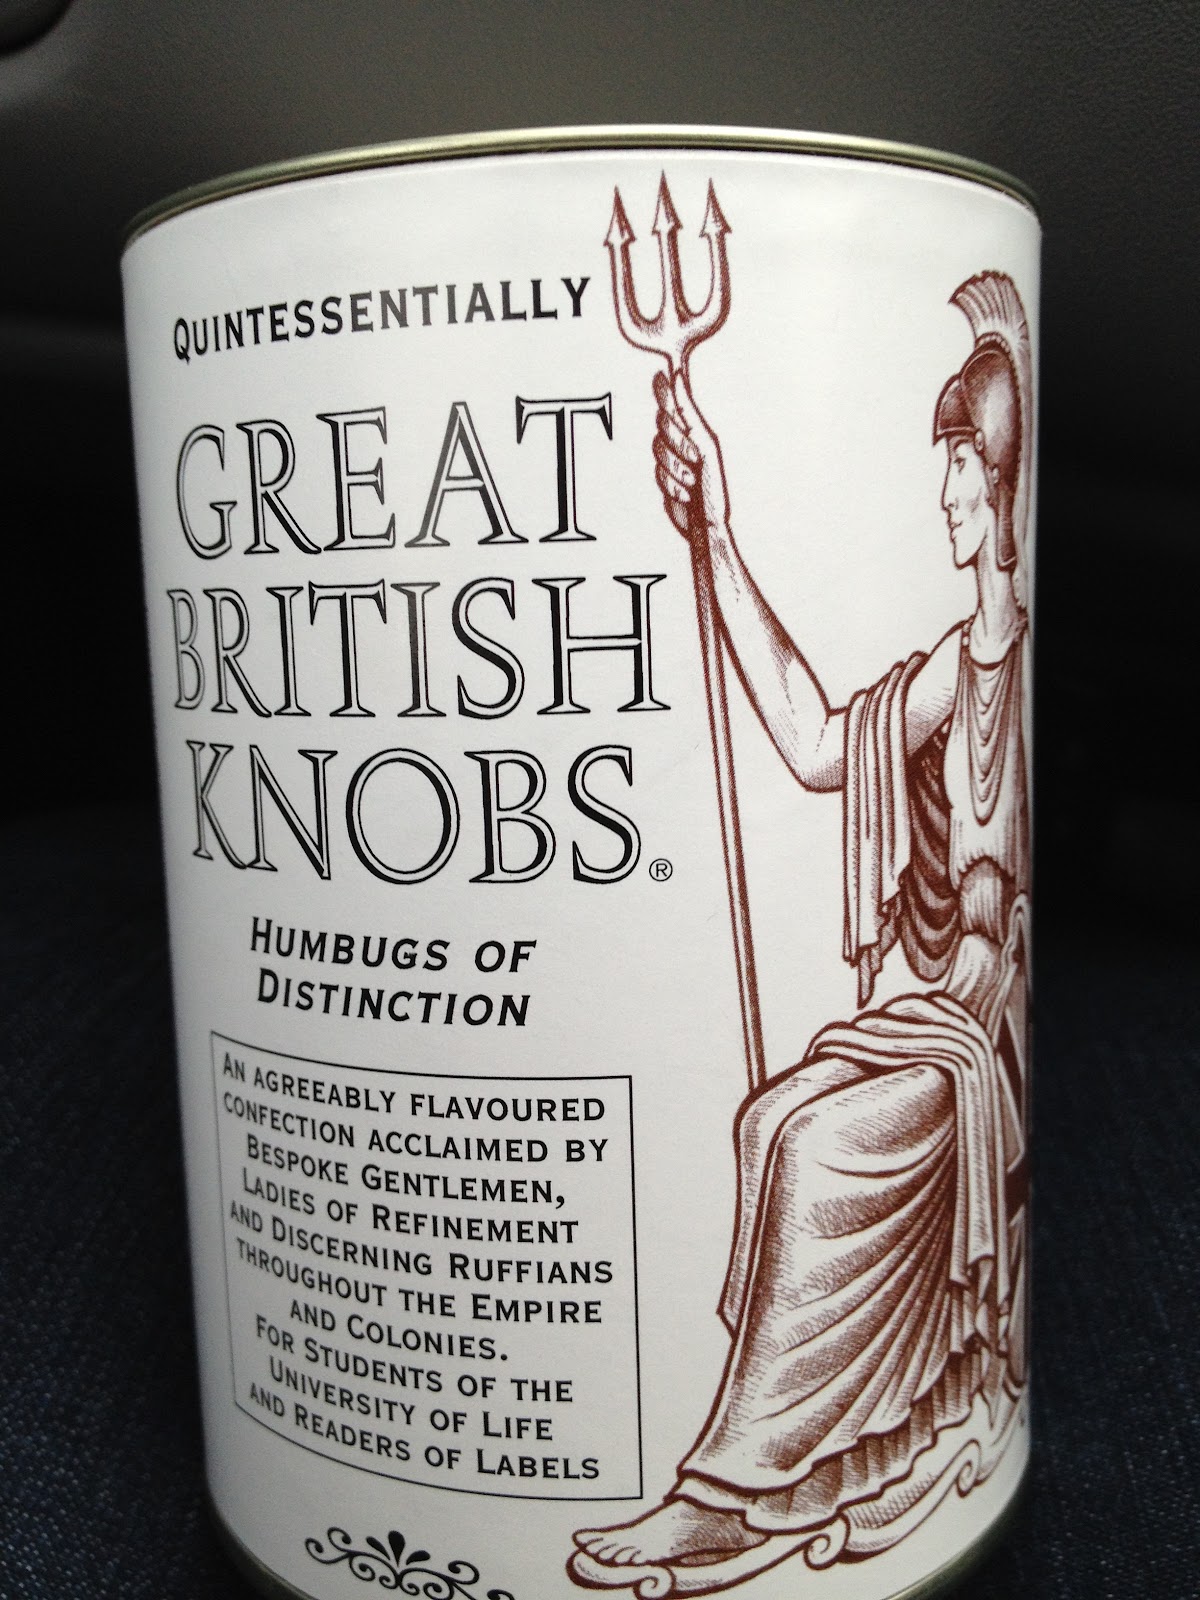 QUINTESSENTIALLY
GREAT
BRITISH
KNOBS®
HUMBUGS OF
DISTINCTION
AN AGREEABLY FLAVOURED
CONFECTION ACCLAIMED BY
BESPOKE GENTLEMEN,
LADIES OF REFINEMENT
AND DISCERNING RUFFIANS
THROUGHOUT THE EMPIRE
AND COLONIES.
FOR STUDENTS OF THE
UNIVERSITY OF LIFE
AND READERS OF LABELS